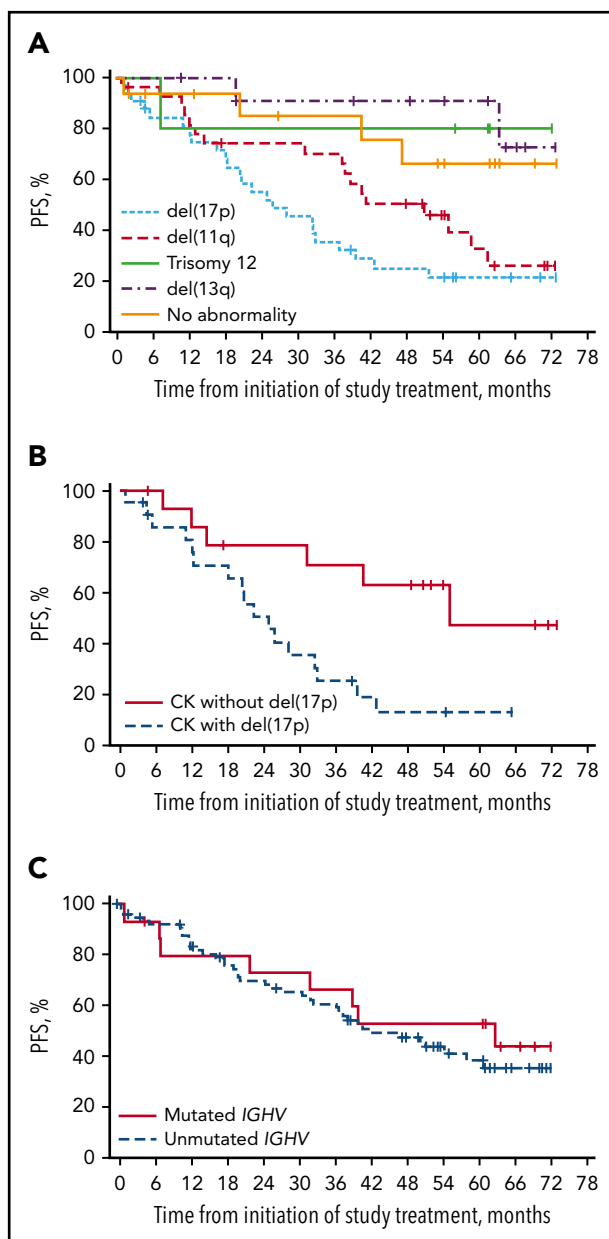 A
100
80
60
40
20
0
PFS, %
del(17p)
del(11q)
Trisomy 12
del(13q)
No abnormality
0 6 12 18 24 30 36 42 48 54 60 66 72 78
Time from initiation of study treatment, months
B
100
80
60
40
20
0
PFS, %
CK without del(17p)
CK with del(17p)
0 6 12 18 24 30 36 42 48 54 60 66 72 78
Time from initiation of study treatment, months
C
100
80
60
40
20
0
PFS, %
Mutated IGHV
Unmutated IGHV
0 6 12 18 24 30 36 42 48 54 60 66 72 78
Time from initiation of study treatment, months